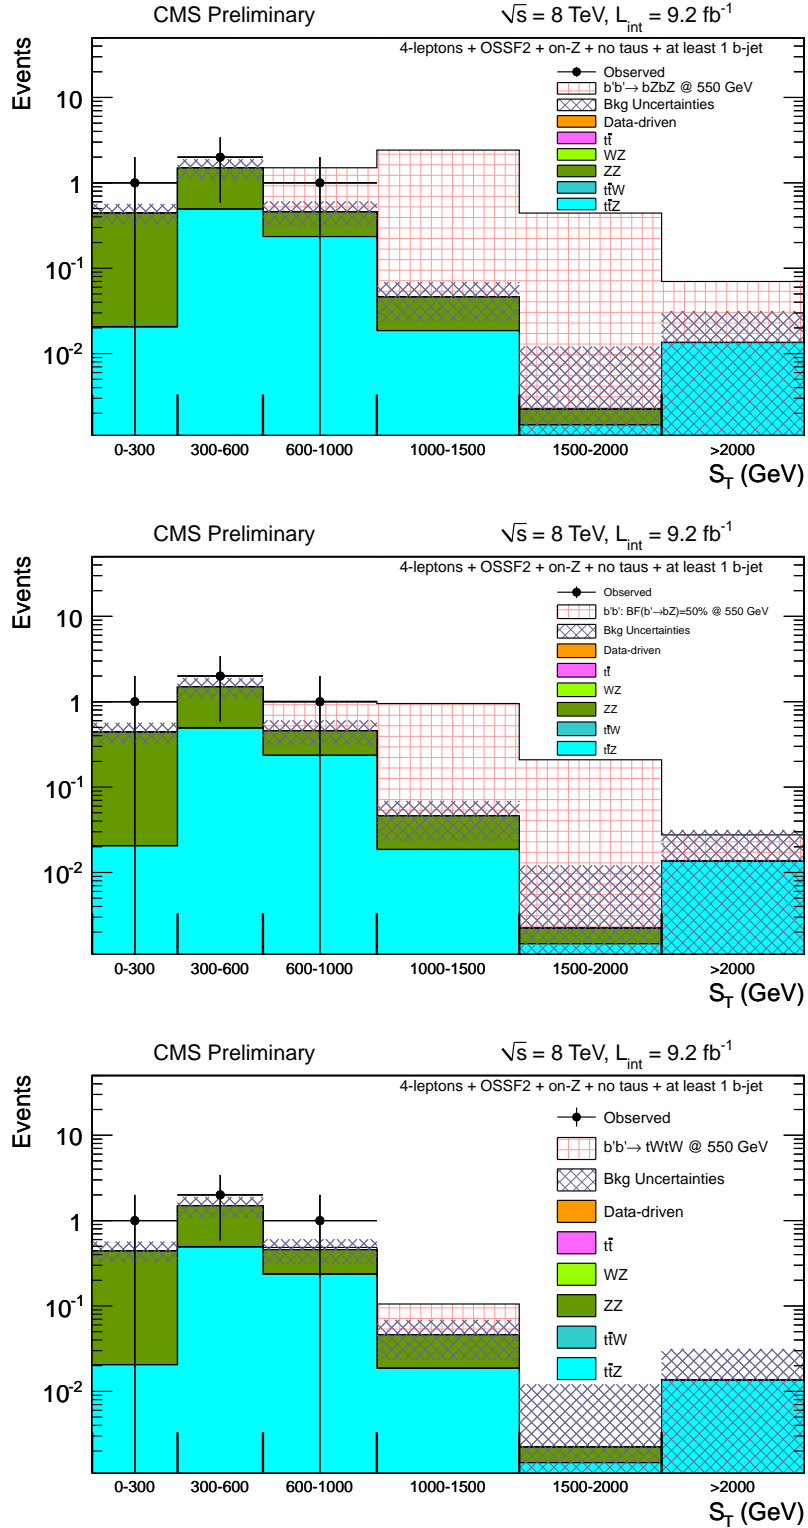 CMS Preliminary √s = 8 TeV, L_int = 9.2 fb⁻¹
4-leptons + OSSF2 + on-Z + no taus + at least 1 b-jet
Events
10
1
10⁻¹
10⁻²
Observed
b'b'→ bZbZ @ 550 GeV
Bkg Uncertainties
Data-driven
tt̄
WZ
ZZ
tt̄W
tt̄Z
0-300 300-600 600-1000 1000-1500 1500-2000 >2000
S_T (GeV)
CMS Preliminary √s = 8 TeV, L_int = 9.2 fb⁻¹
4-leptons + OSSF2 + on-Z + no taus + at least 1 b-jet
Events
10
1
10⁻¹
10⁻²
Observed
b'b': BF(b'→bZ)=50% @ 550 GeV
Bkg Uncertainties
Data-driven
tt̄
WZ
ZZ
tt̄W
tt̄Z
0-300 300-600 600-1000 1000-1500 1500-2000 >2000
S_T (GeV)
CMS Preliminary √s = 8 TeV, L_int = 9.2 fb⁻¹
4-leptons + OSSF2 + on-Z + no taus + at least 1 b-jet
Events
10
1
10⁻¹
10⁻²
Observed
b'b'→ tWtW @ 550 GeV
Bkg Uncertainties
Data-driven
tt̄
WZ
ZZ
tt̄W
tt̄Z
0-300 300-600 600-1000 1000-1500 1500-2000 >2000
S_T (GeV)